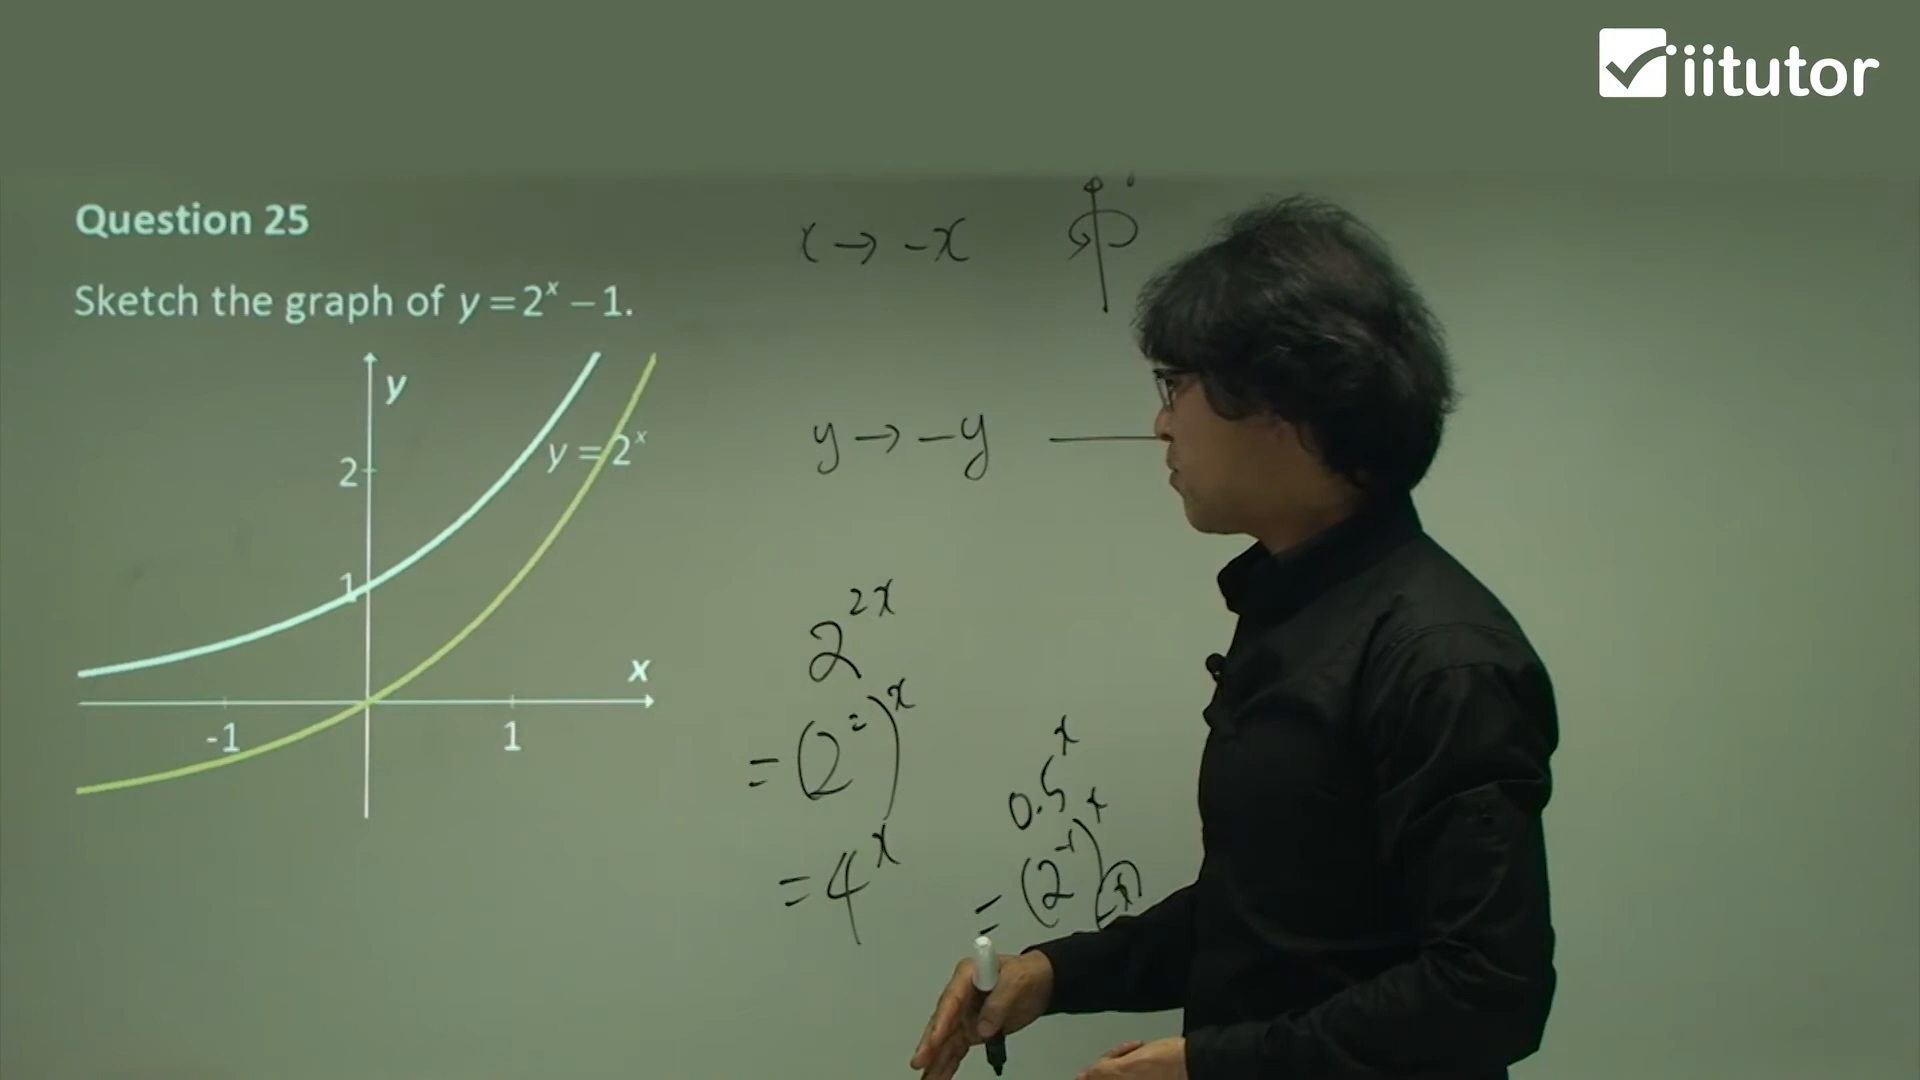 iitutor
Question 25
Sketch the graph of y = 2ˣ – 1.
y
y = 2ˣ
2
1
x
-1
1
x → -x
y → -y
2²ˣ
= (2²)ˣ
= 4ˣ
0.5ˣ
= (2⁻¹)ˣ